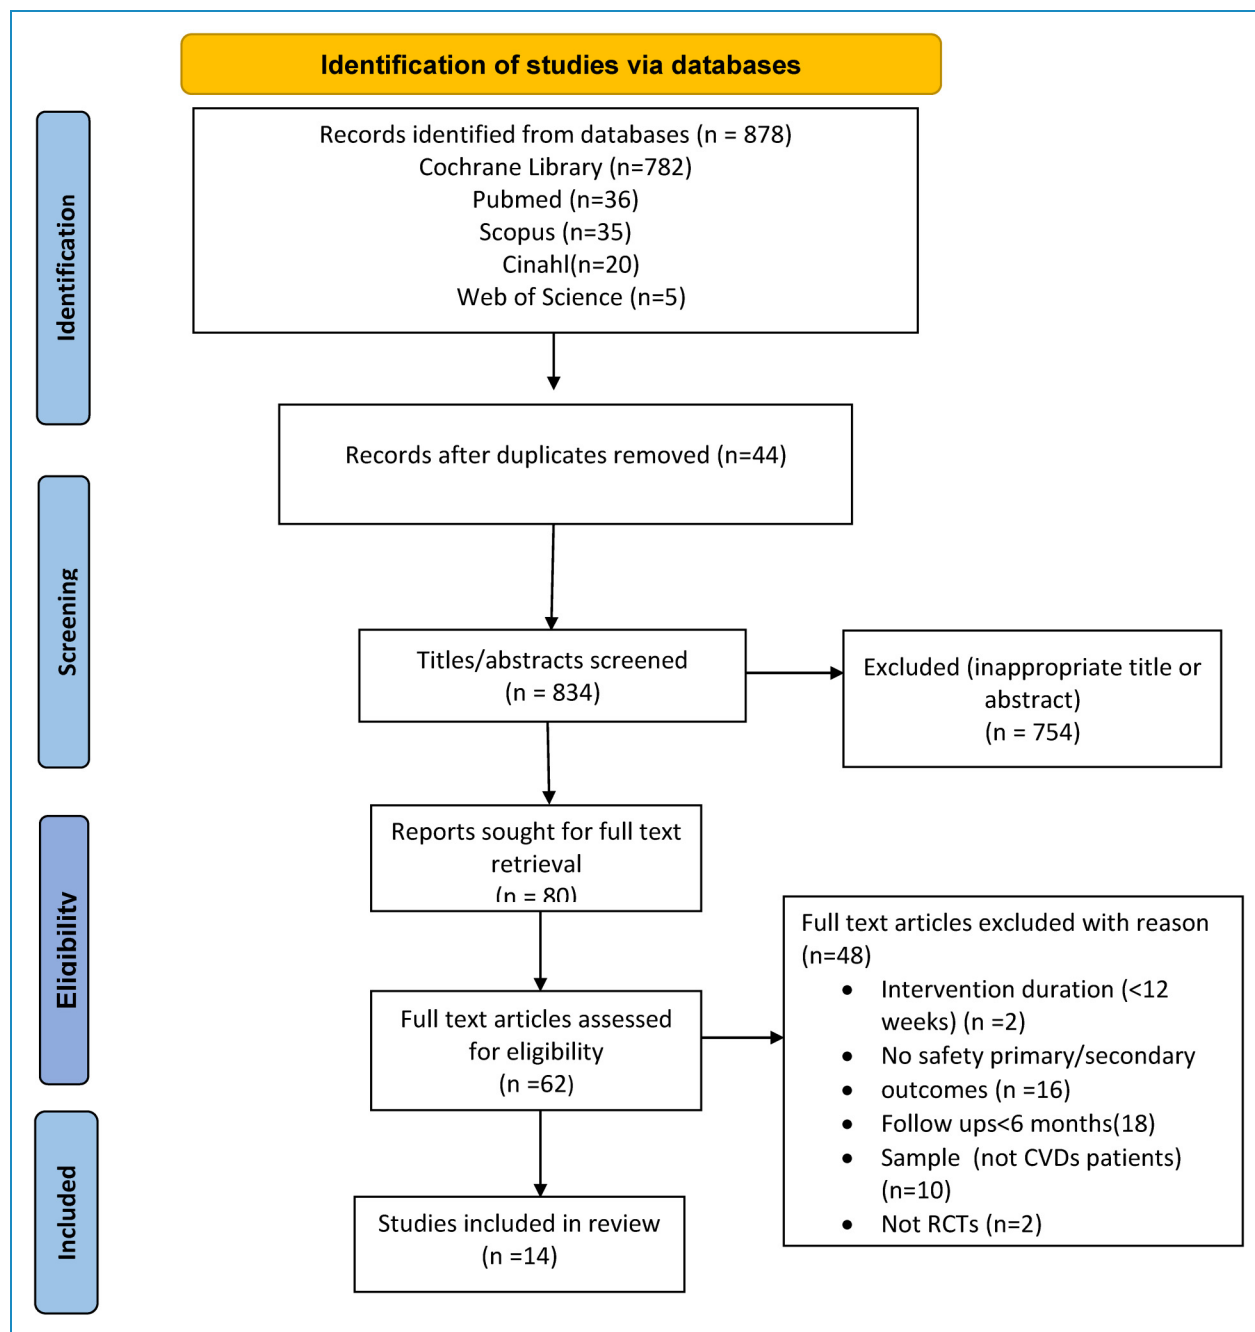 Identification of studies via databases
Identification
Records identified from databases (n = 878)
Cochrane Library (n=782)
Pubmed (n=36)
Scopus (n=35)
Cinahl(n=20)
Web of Science (n=5)
Records after duplicates removed (n=44)
Screening
Titles/abstracts screened
(n = 834)
Excluded (inappropriate title or
abstract)
(n = 754)
Eligibility
Reports sought for full text
retrieval
(n = 80)
Full text articles assessed
for eligibility
(n =62)
Full text articles excluded with reason
(n=48)
• Intervention duration (<12
weeks) (n =2)
• No safety primary/secondary
• outcomes (n =16)
• Follow ups<6 months(18)
• Sample  (not CVDs patients)
(n=10)
• Not RCTs (n=2)
Included
Studies included in review
(n =14)